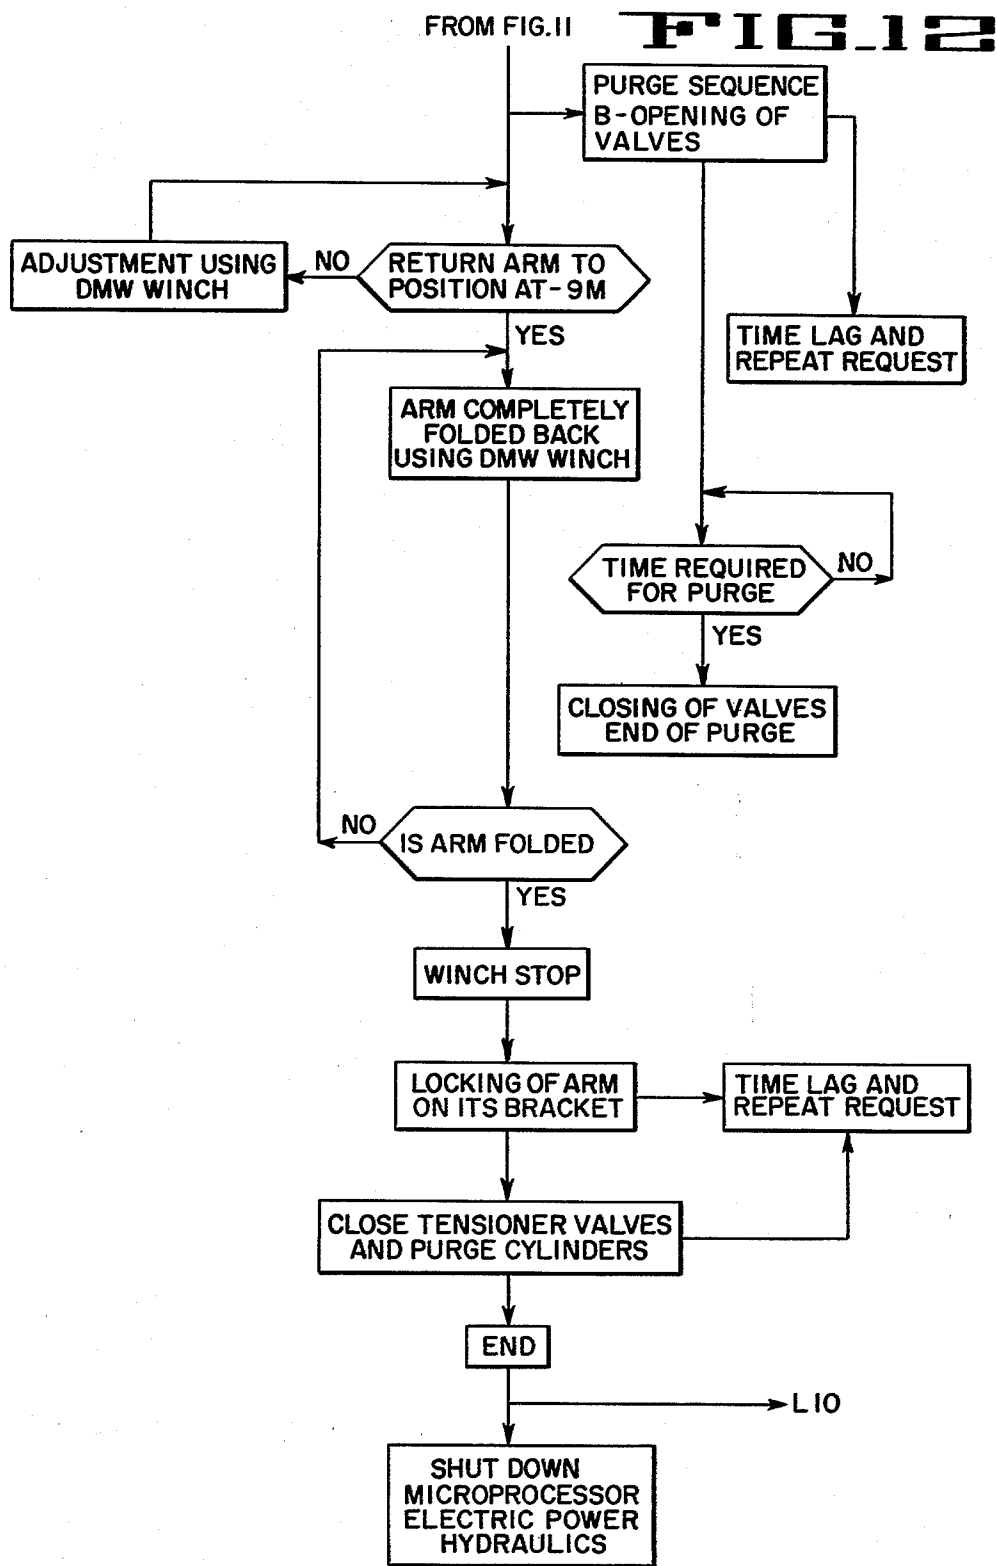 FROM FIG.11
FIG_12
PURGE SEQUENCE
B-OPENING OF
VALVES
ADJUSTMENT USING
DMW WINCH
NO
RETURN ARM TO
POSITION AT-9M
YES
TIME LAG AND
REPEAT REQUEST
ARM COMPLETELY
FOLDED BACK
USING DMW WINCH
TIME REQUIRED
FOR PURGE
NO
YES
CLOSING OF VALVES
END OF PURGE
NO
IS ARM FOLDED
YES
WINCH STOP
LOCKING OF ARM
ON ITS BRACKET
TIME LAG AND
REPEAT REQUEST
CLOSE TENSIONER VALVES
AND PURGE CYLINDERS
END
L10
SHUT DOWN
MICROPROCESSOR
ELECTRIC POWER
HYDRAULICS